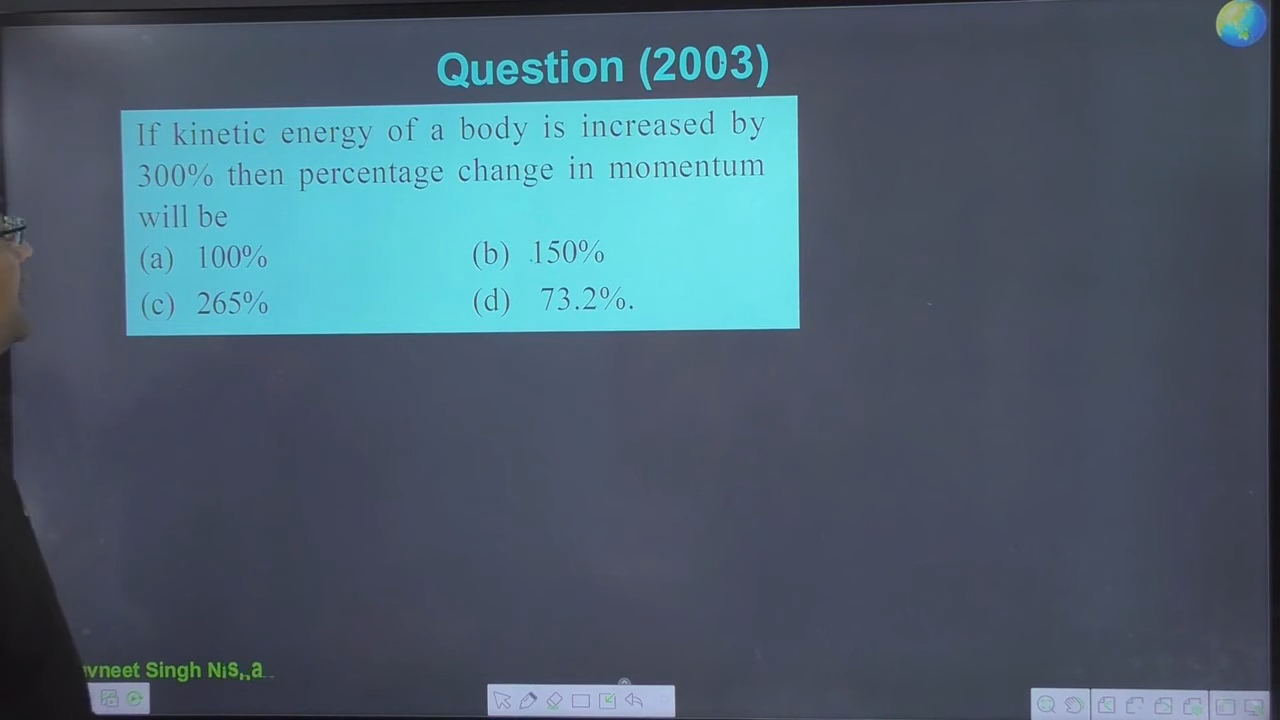 Question (2003)
If kinetic energy of a body is increased by
300% then percentage change in momentum
will be
(a) 100% (b) 150%
(c) 265% (d) 73.2%.
Singh